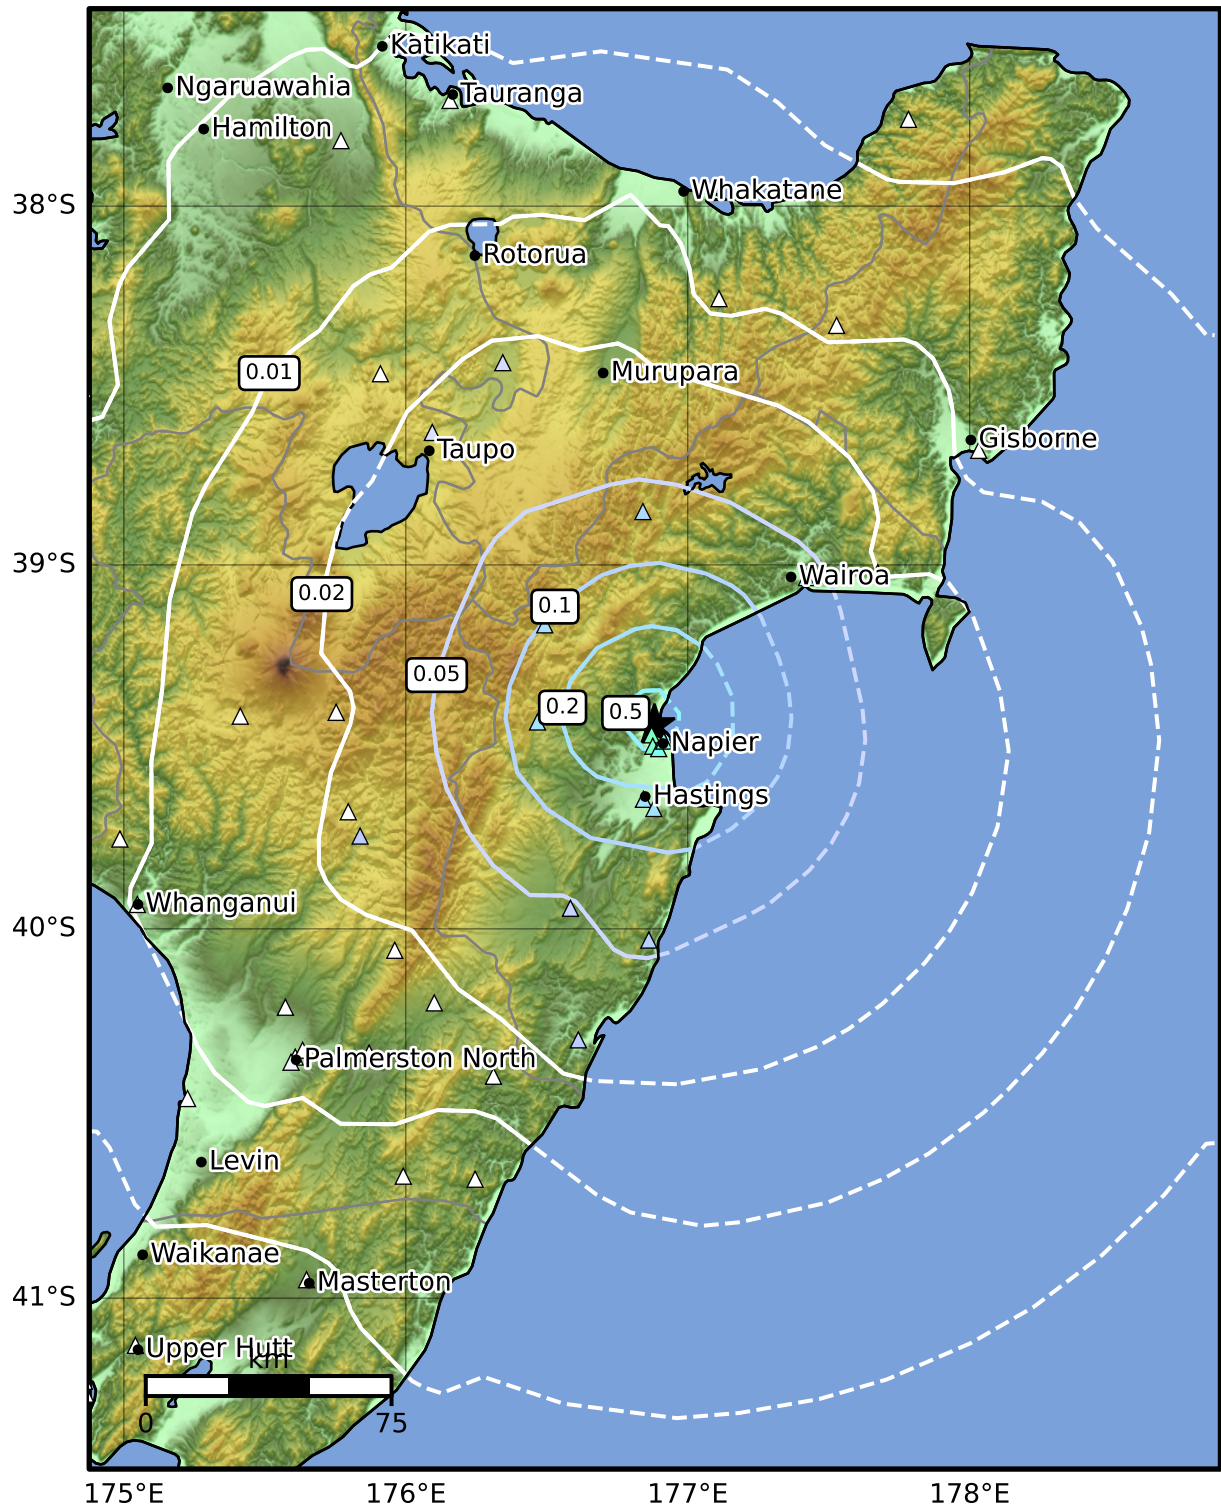 Katikati
Ngaruawahia
Tauranga
Hamilton
Whakatane
38°S
Rotorua
0.01
Murupara
Gisborne
Taupo
39°S
Wairoa
0.02
0.1
0.05
0.2
0.5
Napier
Hastings
Whanganui
40°S
Palmerston North
Levin
Waikanae
Masterton
41°S
Upper Hutt
km
0
75
175°E
176°E
177°E
178°E